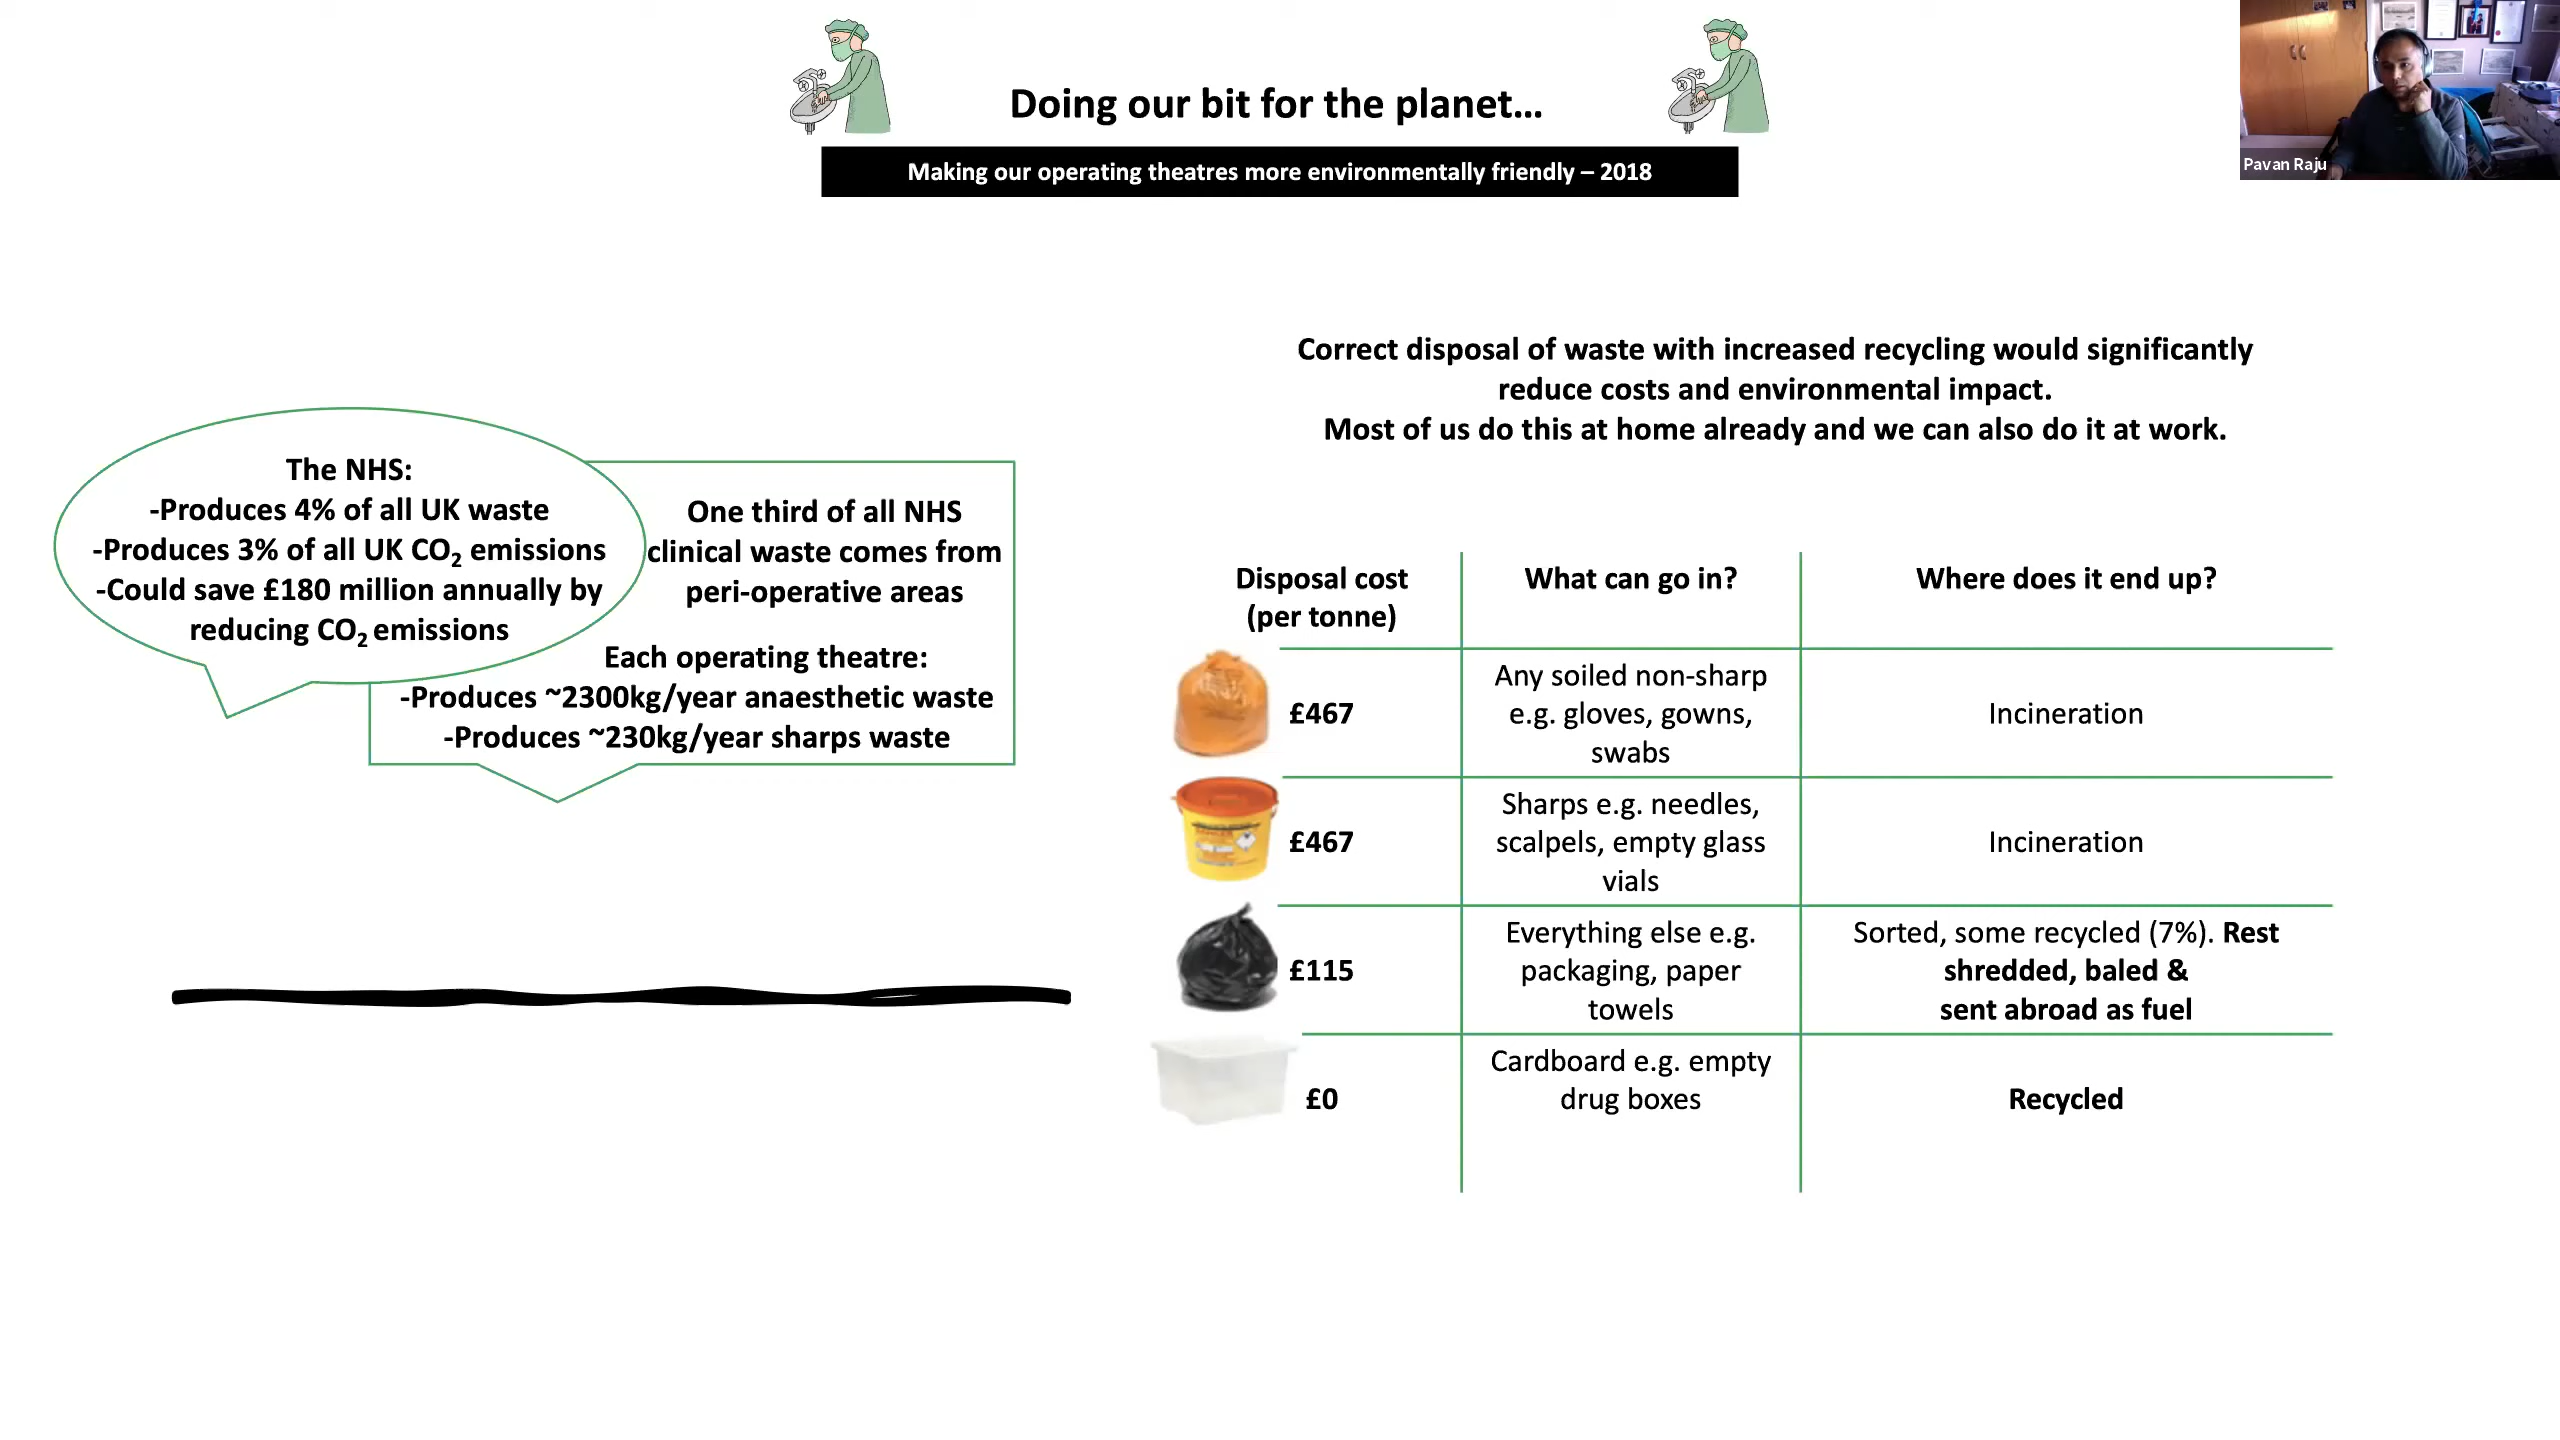 Doing our bit for the planet...
Making our operating theatres more environmentally friendly – 2018
Pavan Raju
The NHS:
-Produces 4% of all UK waste
-Produces 3% of all UK CO₂ emissions
-Could save £180 million annually by
reducing CO₂ emissions
One third of all NHS
clinical waste comes from
peri-operative areas
Each operating theatre:
-Produces ~2300kg/year anaesthetic waste
-Produces ~230kg/year sharps waste
Correct disposal of waste with increased recycling would significantly
reduce costs and environmental impact.
Most of us do this at home already and we can also do it at work.
Disposal cost
(per tonne)
What can go in?
Where does it end up?
£467
Any soiled non-sharp
e.g. gloves, gowns,
swabs
Incineration
£467
Sharps e.g. needles,
scalpels, empty glass
vials
Incineration
£115
Everything else e.g.
packaging, paper
towels
Sorted, some recycled (7%). Rest
shredded, baled &
sent abroad as fuel
£0
Cardboard e.g. empty
drug boxes
Recycled